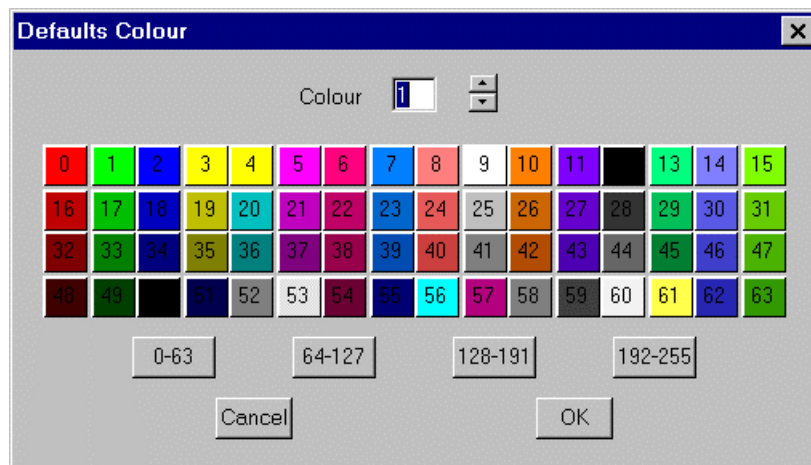 Defaults Colour
Colour 1
0 1 2 3 4 5 6 7 8 9 10 11 13 14 15
16 17 18 19 20 21 22 23 24 25 26 27 28 29 30 31
32 33 34 35 36 37 38 39 40 41 42 43 44 45 46 47
48 49 51 52 53 54 55 56 57 58 59 60 61 62 63
0-63 64-127 128-191 192-255
Cancel OK